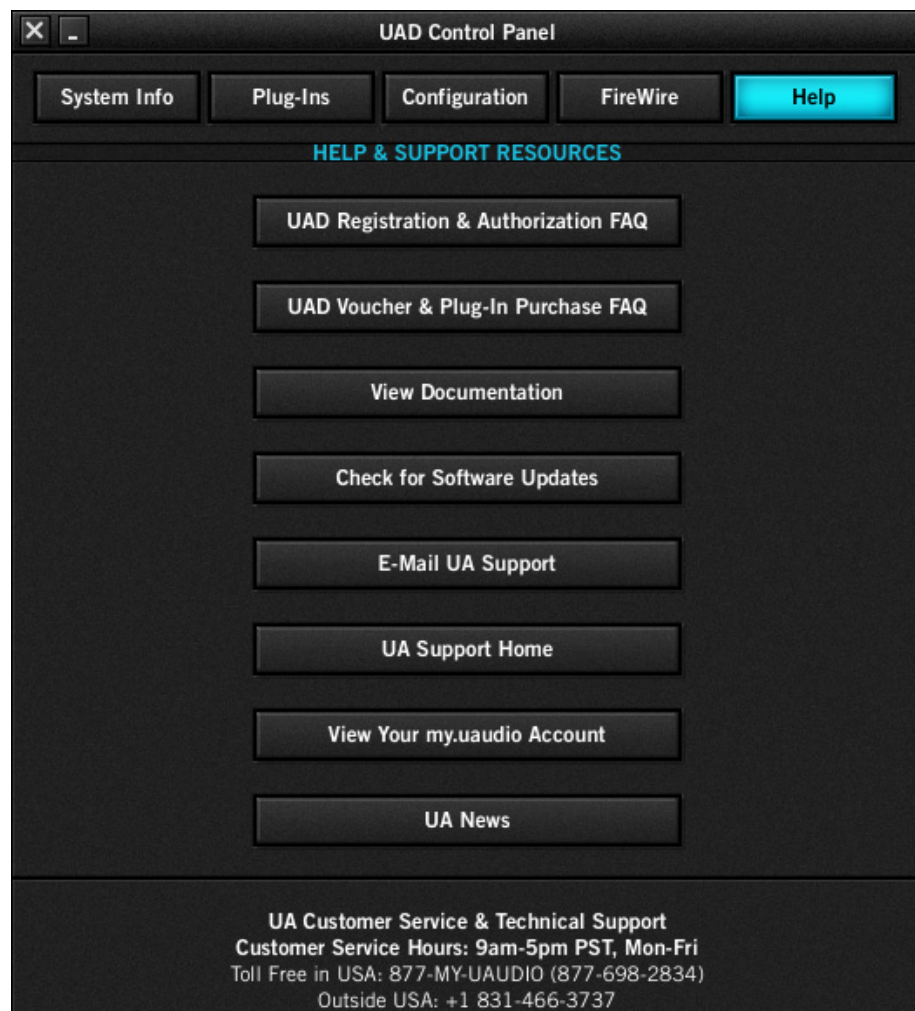 UAD Control Panel
System Info
Plug-Ins
Configuration
FireWire
Help
HELP & SUPPORT RESOURCES
UAD Registration & Authorization FAQ
UAD Voucher & Plug-In Purchase FAQ
View Documentation
Check for Software Updates
E-Mail UA Support
UA Support Home
View Your my.uaudio Account
UA News
UA Customer Service & Technical Support
Customer Service Hours: 9am-5pm PST, Mon-Fri
Toll Free in USA: 877-MY-UAUDIO (877-698-2834)
Outside USA: +1 831-466-3737